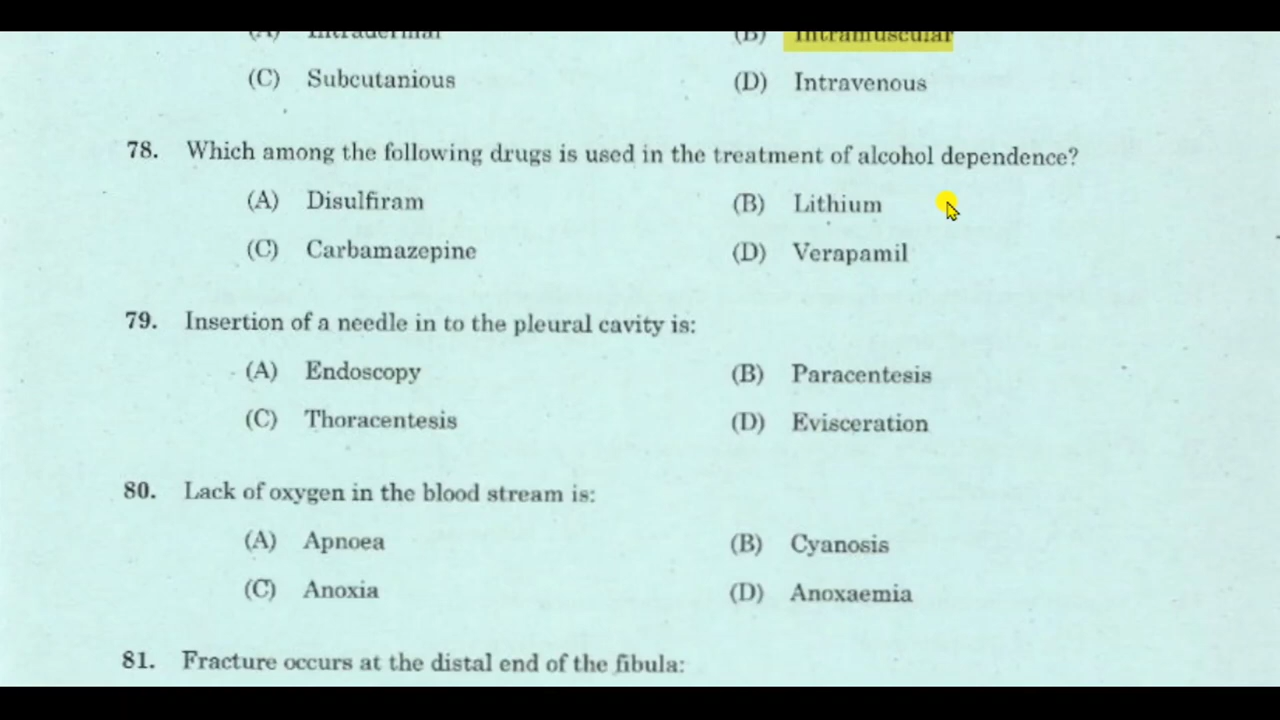 (A) Intradermal (B) Intramuscular
(C) Subcutanious (D) Intravenous
78. Which among the following drugs is used in the treatment of alcohol dependence?
(A) Disulfiram (B) Lithium
(C) Carbamazepine (D) Verapamil
79. Insertion of a needle in to the pleural cavity is:
(A) Endoscopy (B) Paracentesis
(C) Thoracentesis (D) Evisceration
80. Lack of oxygen in the blood stream is:
(A) Apnoea (B) Cyanosis
(C) Anoxia (D) Anoxaemia
81. Fracture occurs at the distal end of the fibula: